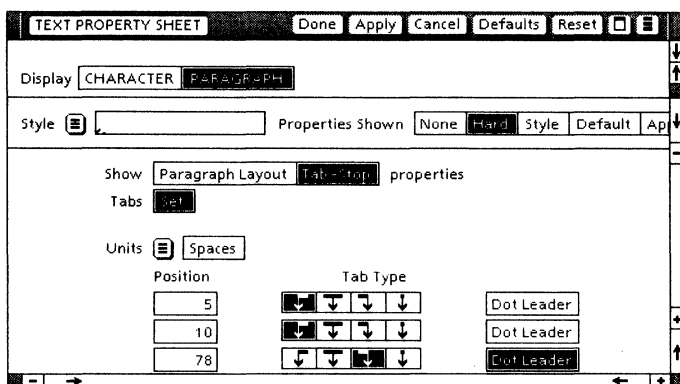 TEXT PROPERTY SHEET Done Apply Cancel Defaults Reset
Display CHARACTER PARAGRAPH
Style Properties Shown None Hard Style Default Ap
Show Paragraph Layout Tab-Stop properties
Tabs Set
Units Spaces
Position Tab Type
5 Dot Leader
10 Dot Leader
78 Dot Leader